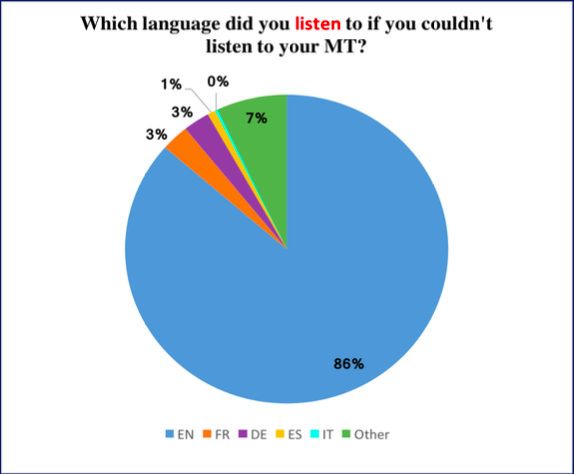 Which language did you listen to if you couldn't
listen to your MT?
1%
0%
3%
7%
3%
86%
EN FR DE ES IT Other